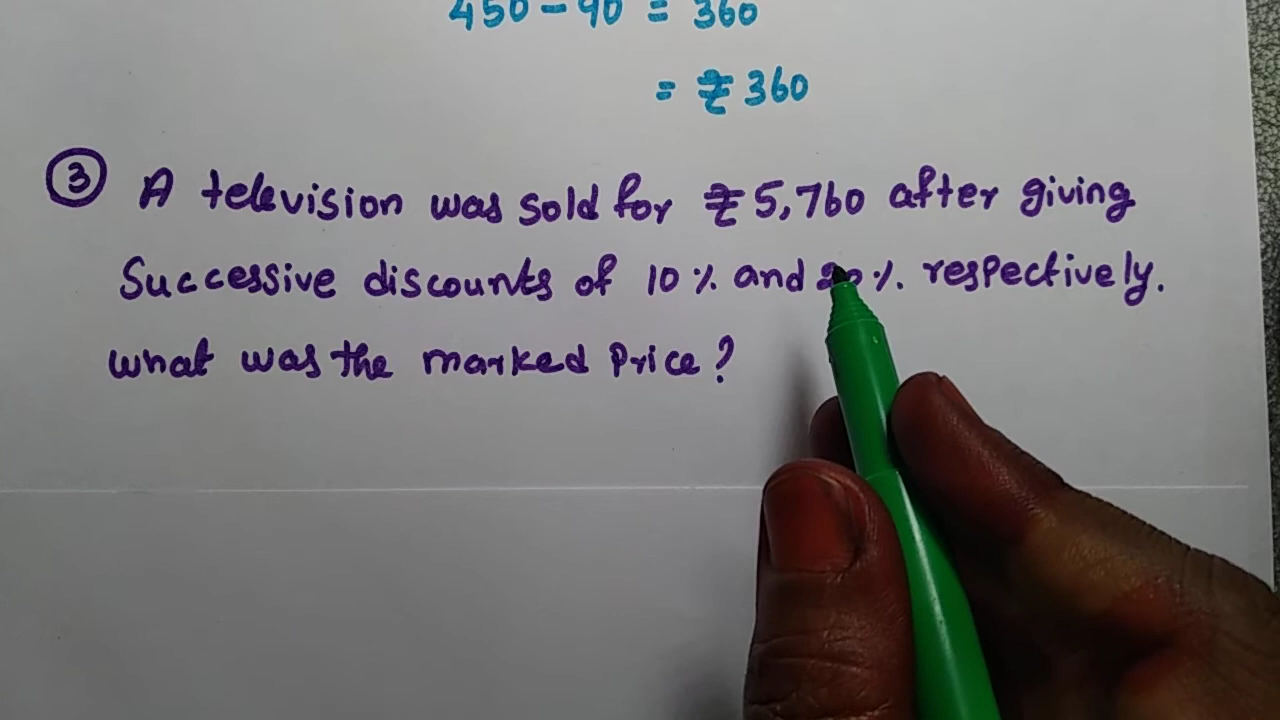 450 - 90 = 360
= ₹ 360
③ A television was sold for ₹ 5,760 after giving
Successive discounts of 10 % and 20 %. respectively.
What was the marked Price?